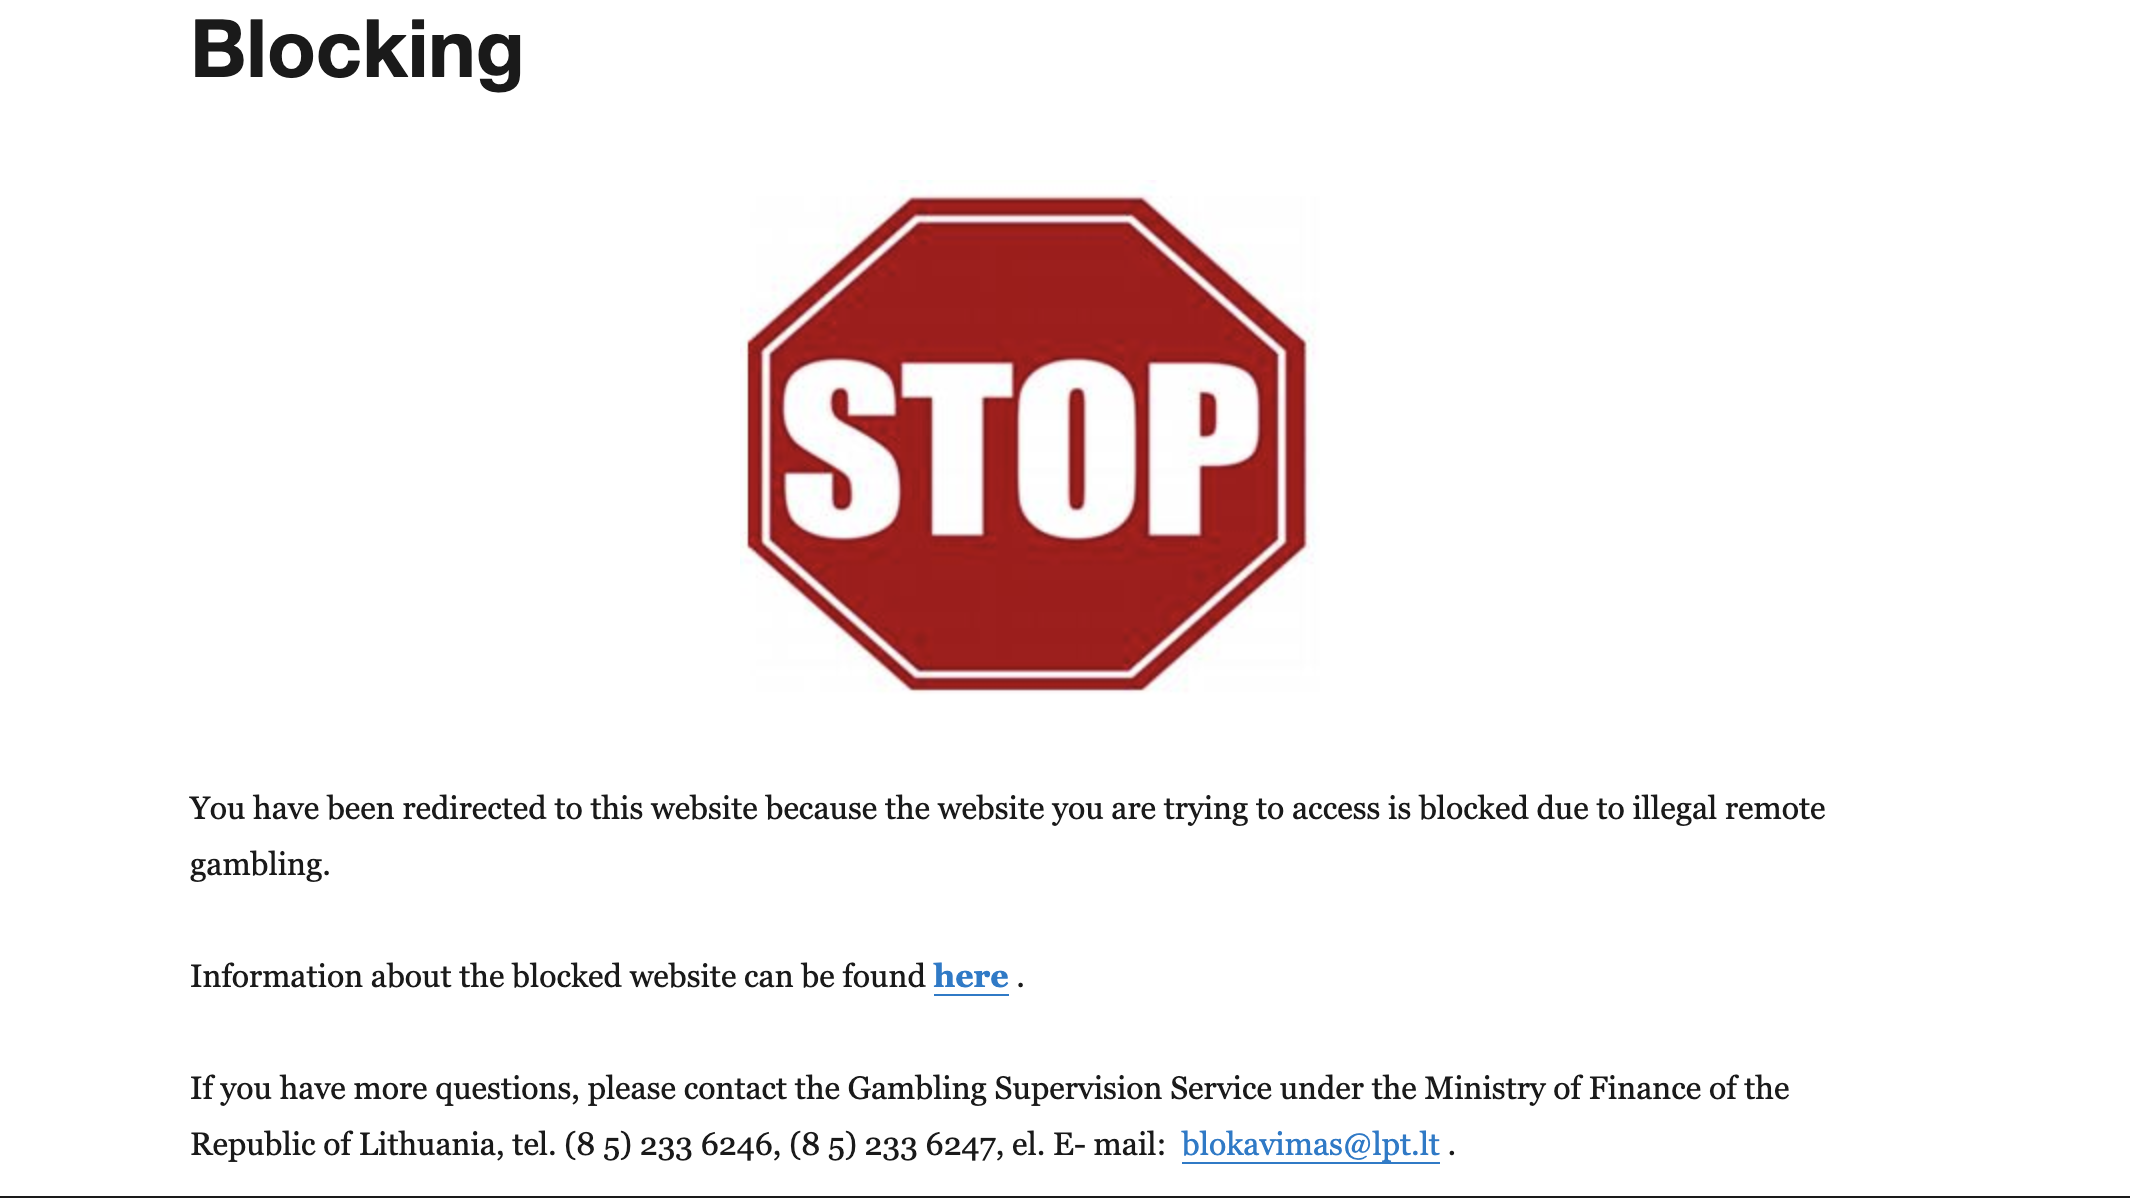 Blocking
STOP
You have been redirected to this website because the website you are trying to access is blocked due to illegal remote
gambling.
Information about the blocked website can be found here .
If you have more questions, please contact the Gambling Supervision Service under the Ministry of Finance of the
Republic of Lithuania, tel. (8 5) 233 6246, (8 5) 233 6247, el. E- mail: blokavimas@lpt.lt .